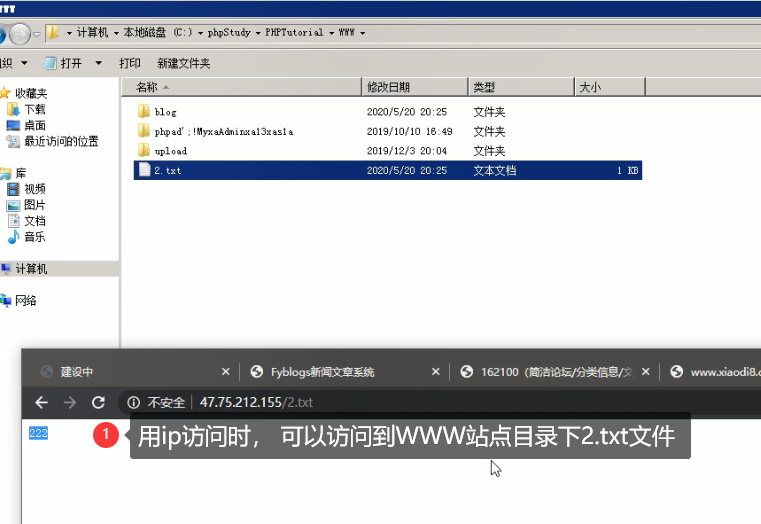 计算机 本地磁盘 (C:) phpStudy PHPTutorial WWW
组织 打开 打印 新建文件夹
收藏夹
下载
桌面
最近访问的位置
库
视频
图片
文档
音乐
计算机
网络
名称 修改日期 类型 大小
blog 2020/5/20 20:25 文件夹
phpad';!MyxaAdminxa13xas1a 2019/10/10 16:49 文件夹
upload 2019/12/3 20:04 文件夹
2.txt 2020/5/20 20:25 文本文档 1 KB
建设中 Fyblogs新闻文章系统 162100（简洁论坛/分类信息/文 www.xiaodi8.c
不安全 47.75.212.155/2.txt
222
1 用ip访问时， 可以访问到WWW站点目录下2.txt文件